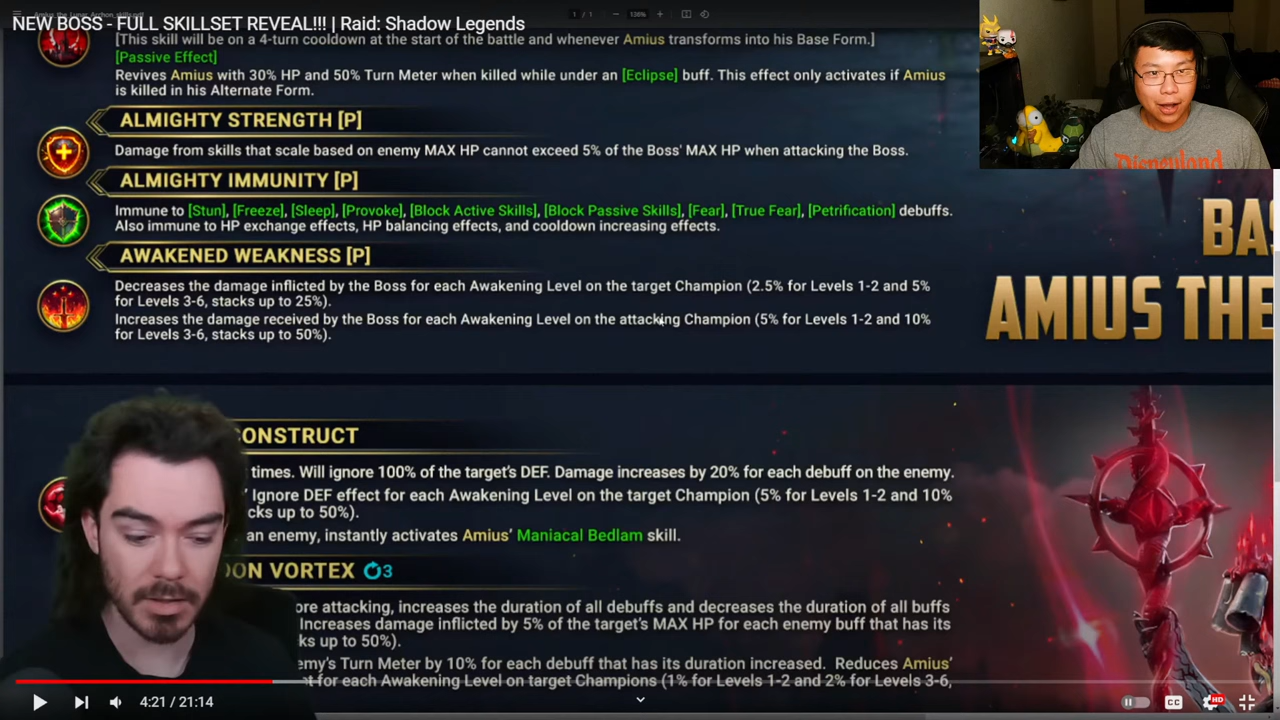 NEW BOSS - FULL SKILLSET REVEAL!!! | Raid: Shadow Legends
1 / 1
136%
[This skill will be on a 4-turn cooldown at the start of the battle and whenever Amius transforms into his Base Form.]
[Passive Effect]
Revives Amius with 30% HP and 50% Turn Meter when killed while under an [Eclipse] buff. This effect only activates if Amius
is killed in his Alternate Form.
ALMIGHTY STRENGTH [P]
Damage from skills that scale based on enemy MAX HP cannot exceed 5% of the Boss' MAX HP when attacking the Boss.
ALMIGHTY IMMUNITY [P]
Immune to [Stun], [Freeze], [Sleep], [Provoke], [Block Active Skills], [Block Passive Skills], [Fear], [True Fear], [Petrification] debuffs.
Also immune to HP exchange effects, HP balancing effects, and cooldown increasing effects.
AWAKENED WEAKNESS [P]
Decreases the damage inflicted by the Boss for each Awakening Level on the target Champion (2.5% for Levels 1-2 and 5%
for Levels 3-6, stacks up to 25%).
Increases the damage received by the Boss for each Awakening Level on the attacking Champion (5% for Levels 1-2 and 10%
for Levels 3-6, stacks up to 50%).
BAS
AMIUS THE
Disneyland
CONSTRUCT
times. Will ignore 100% of the target's DEF. Damage increases by 20% for each debuff on the enemy.
' Ignore DEF effect for each Awakening Level on the target Champion (5% for Levels 1-2 and 10%
cks up to 50%).
an enemy, instantly activates Amius' Maniacal Bedlam skill.
ON VORTEX 3
ore attacking, increases the duration of all debuffs and decreases the duration of all buffs
Increases damage inflicted by 5% of the target's MAX HP for each enemy buff that has its
ks up to 50%).
emy's Turn Meter by 10% for each debuff that has its duration increased. Reduces Amius'
t for each Awakening Level on target Champions (1% for Levels 1-2 and 2% for Levels 3-6,
4:21 / 21:14
CC
HD